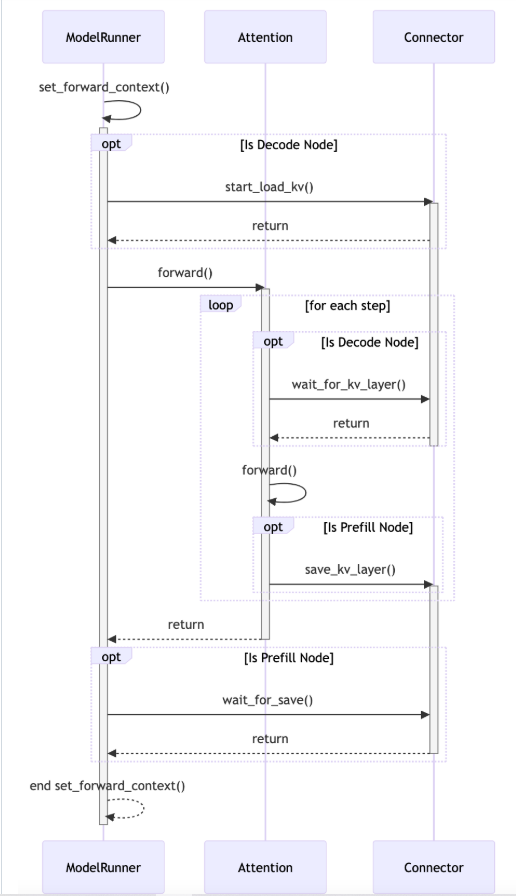 ModelRunner
Attention
Connector
set_forward_context()
opt
[Is Decode Node]
start_load_kv()
return
forward()
loop
[for each step]
opt
[Is Decode Node]
wait_for_kv_layer()
return
forward()
opt
[Is Prefill Node]
save_kv_layer()
return
opt
[Is Prefill Node]
wait_for_save()
return
end set_forward_context()
ModelRunner
Attention
Connector